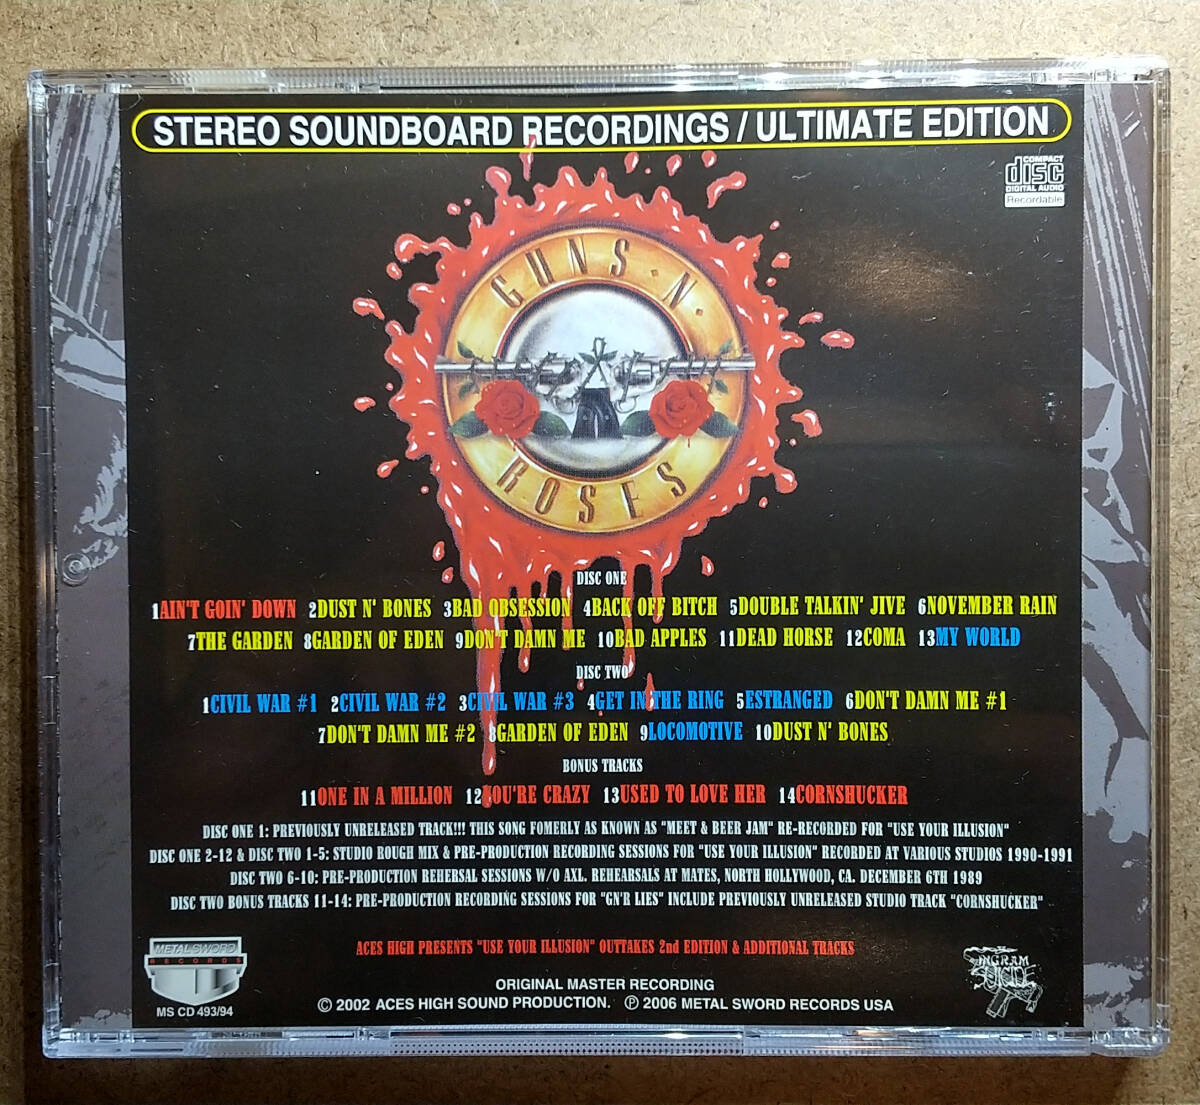 STEREO SOUNDBOARD RECORDINGS / ULTIMATE EDITION
COMPACT
disc
DIGITAL AUDIO
Recordable
GUNS · N ·
ROSES
DISC ONE
1AIN'T GOIN' DOWN 2DUST N' BONES 3BAD OBSESSION 4BACK OFF BITCH 5DOUBLE TALKIN' JIVE 6NOVEMBER RAIN
7THE GARDEN 8GARDEN OF EDEN 9DON'T DAMN ME 10BAD APPLES 11DEAD HORSE 12COMA 13MY WORLD
DISC TWO
1CIVIL WAR #1 2CIVIL WAR #2 3CIVIL WAR #3 4GET IN THE RING 5ESTRANGED 6DON'T DAMN ME #1
7DON'T DAMN ME #2 8GARDEN OF EDEN 9LOCOMOTIVE 10DUST N' BONES
BONUS TRACKS
11ONE IN A MILLION 12YOU'RE CRAZY 13USED TO LOVE HER 14CORNSHUCKER
DISC ONE 1: PREVIOUSLY UNRELEASED TRACK!!! THIS SONG FOMERLY AS KNOWN AS "MEET & BEER JAM" RE-RECORDED FOR "USE YOUR ILLUSION"
DISC ONE 2-12 & DISC TWO 1-5: STUDIO ROUGH MIX & PRE-PRODUCTION RECORDING SESSIONS FOR "USE YOUR ILLUSION" RECORDED AT VARIOUS STUDIOS 1990-1991
DISC TWO 6-10: PRE-PRODUCTION REHERSAL SESSIONS W/O AXL. REHEARSALS AT MATES, NORTH HOLLYWOOD, CA. DECEMBER 6TH 1989
DISC TWO BONUS TRACKS 11-14: PRE-PRODUCTION RECORDING SESSIONS FOR "GN'R LIES" INCLUDE PREVIOUSLY UNRELEASED STUDIO TRACK "CORNSHUCKER"
ACES HIGH PRESENTS "USE YOUR ILLUSION" OUTTAKES 2nd EDITION & ADDITIONAL TRACKS
METAL SWORD
RECORDS
MS CD 493/94
ORIGINAL MASTER RECORDING
© 2002 ACES HIGH SOUND PRODUCTION. ℗ 2006 METAL SWORD RECORDS USA
INGRAM
SUICIDE